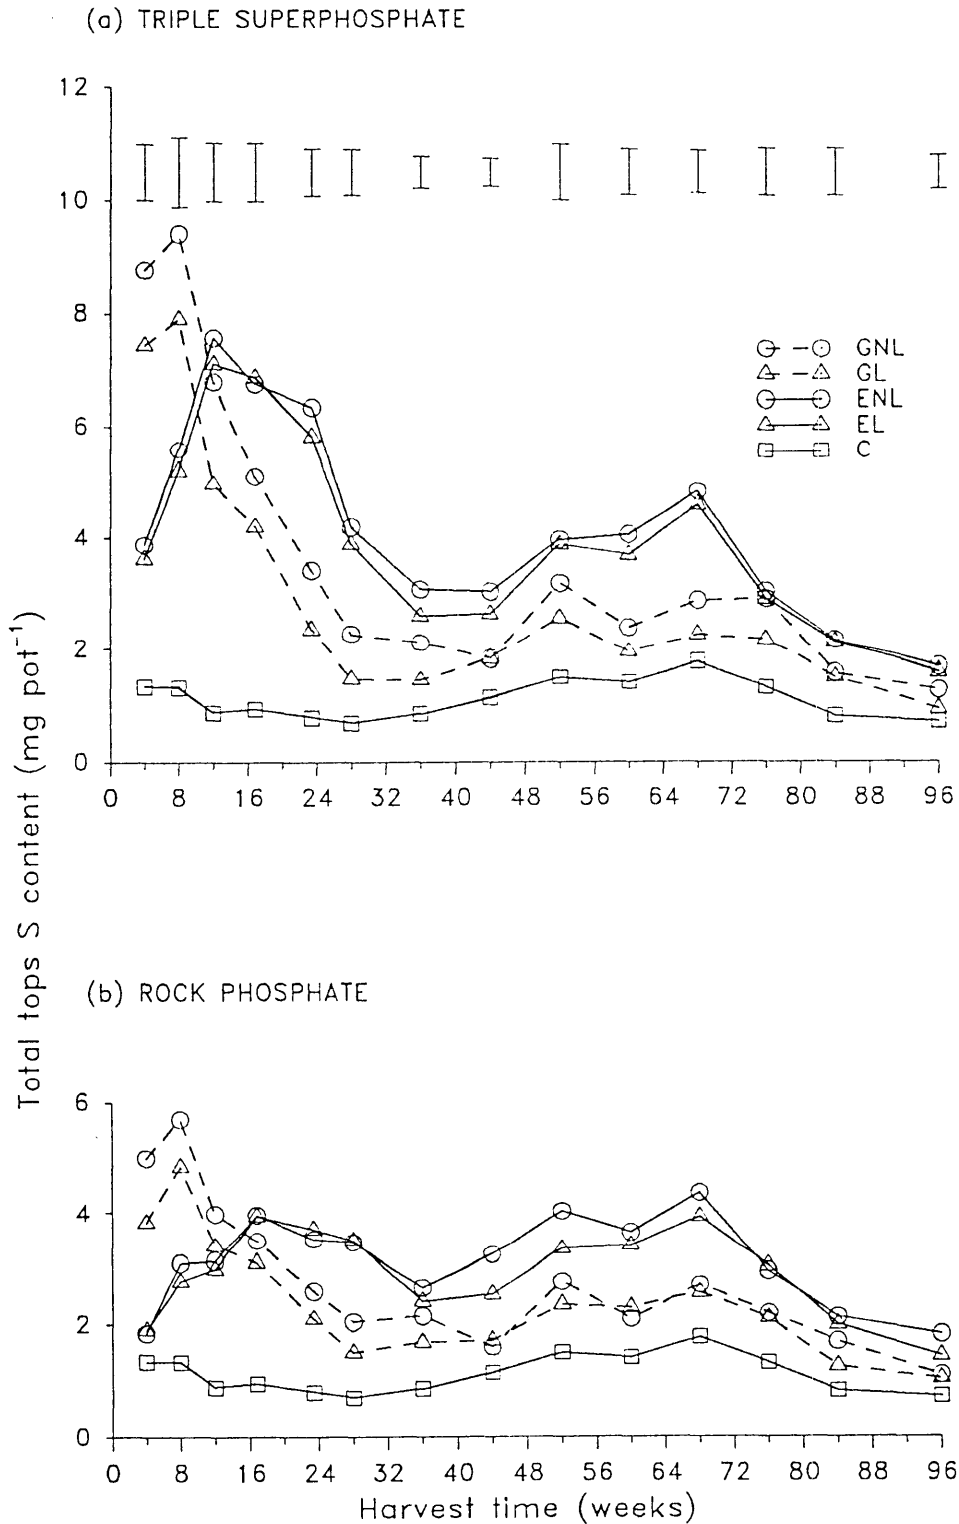 (a) TRIPLE SUPERPHOSPHATE
12
10
8
6
4
2
0
GNL
GL
ENL
EL
C
0 8 16 24 32 40 48 56 64 72 80 88 96
Total tops S content (mg pot⁻¹)
(b) ROCK PHOSPHATE
6
4
2
0
0 8 16 24 32 40 48 56 64 72 80 88 96
Harvest time (weeks)